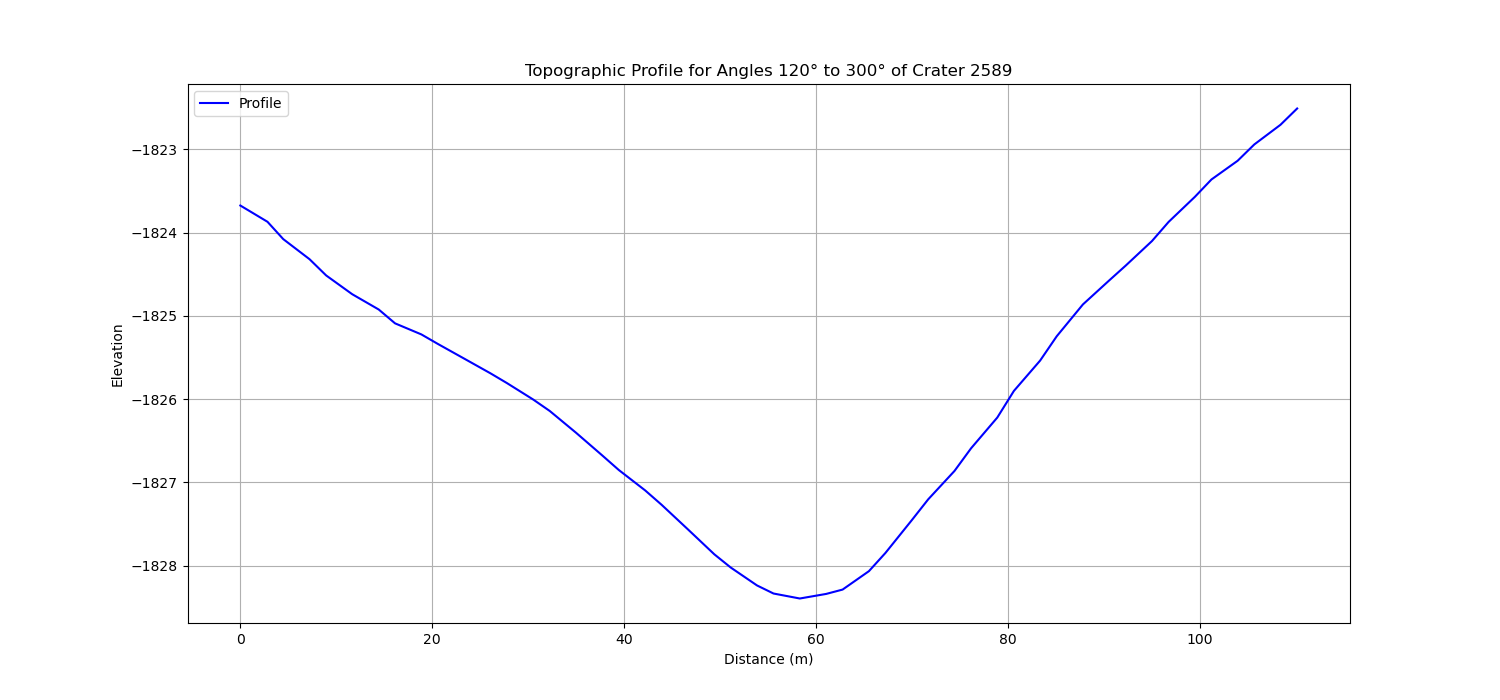 Topographic Profile for Angles 120° to 300° of Crater 2589
Profile
−1823
−1824
−1825
−1826
−1827
−1828
Elevation
0 20 40 60 80 100
Distance (m)